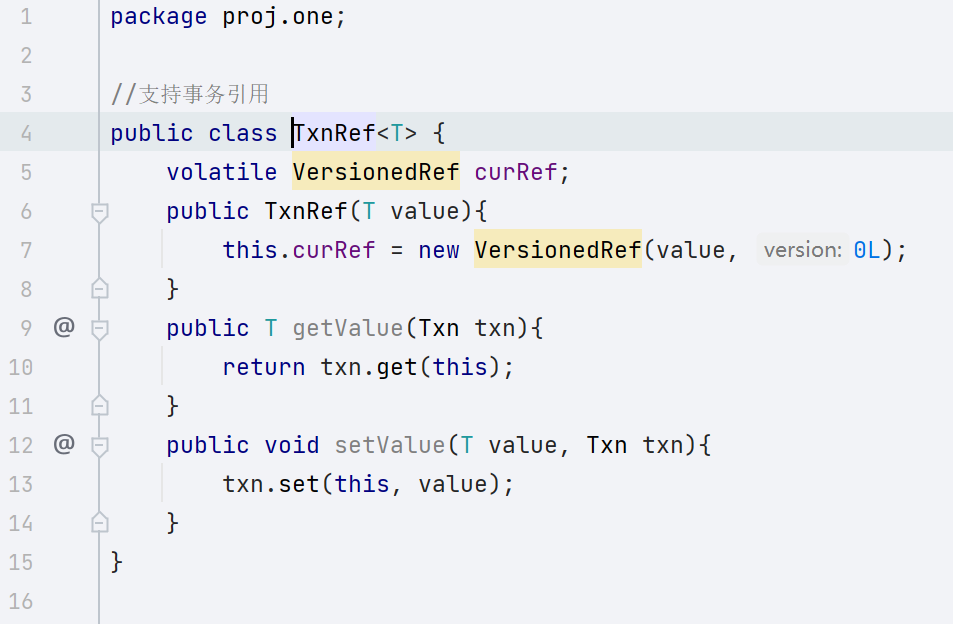 1 package proj.one;
2
3 //支持事务引用
4 public class TxnRef<T> {
5 volatile VersionedRef curRef;
6 public TxnRef(T value){
7 this.curRef = new VersionedRef(value, version: 0L);
8 }
9 @ public T getValue(Txn txn){
10 return txn.get(this);
11 }
12 @ public void setValue(T value, Txn txn){
13 txn.set(this, value);
14 }
15 }
16